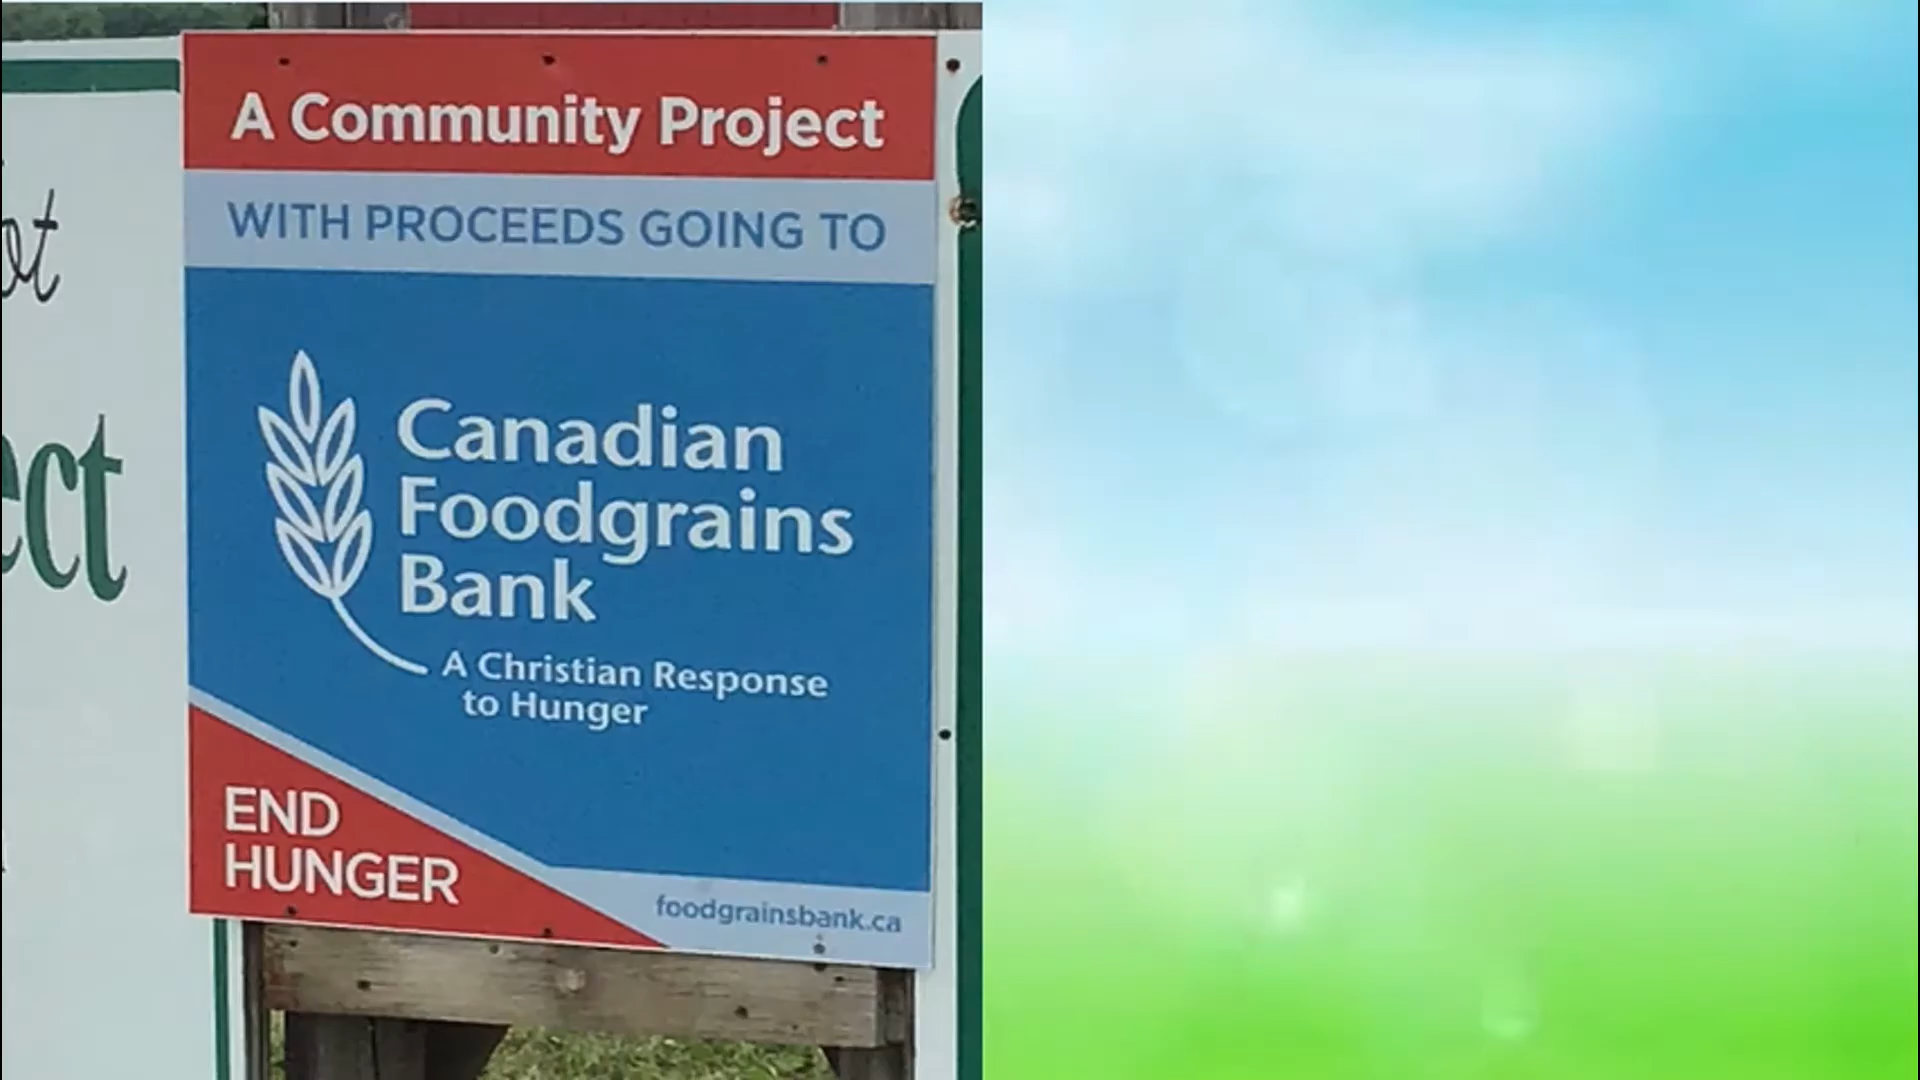 A Community Project
WITH PROCEEDS GOING TO
Canadian
Foodgrains
Bank
A Christian Response
to Hunger
END
HUNGER
foodgrainsbank.ca